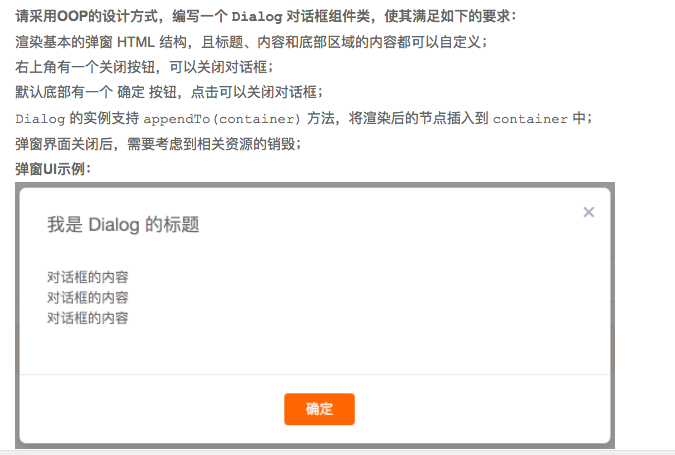 请采用OOP的设计方式，编写一个 Dialog 对话框组件类，使其满足如下的要求：
渲染基本的弹窗 HTML 结构，且标题、内容和底部区域的内容都可以自定义；
右上角有一个关闭按钮，可以关闭对话框；
默认底部有一个 确定 按钮，点击可以关闭对话框；
Dialog 的实例支持 appendTo(container) 方法，将渲染后的节点插入到 container 中；
弹窗界面关闭后，需要考虑到相关资源的销毁；
弹窗UI示例：
我是 Dialog 的标题
×
对话框的内容
对话框的内容
对话框的内容
确定